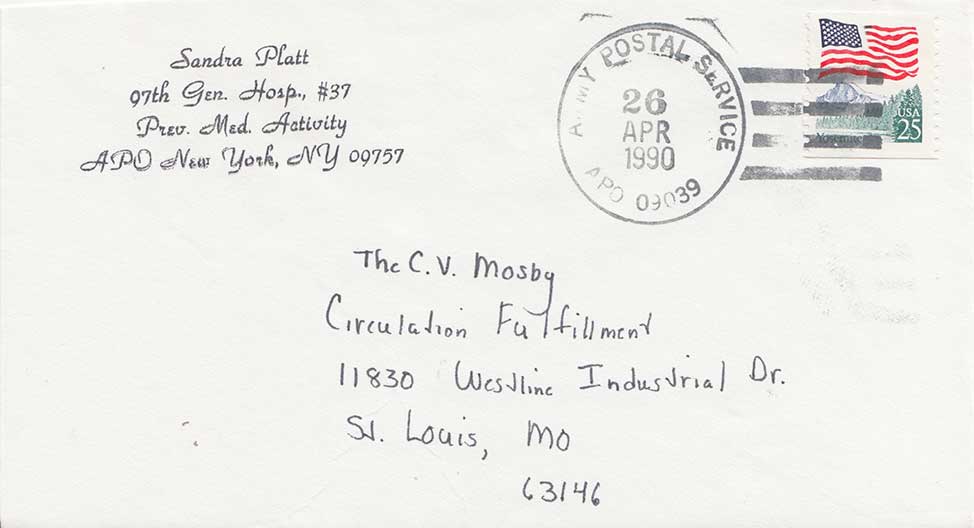 Sandra Platt
97th Gen. Hosp., #37
Prev. Med. Activity
APO New York, NY 09757
ARMY POSTAL SERVICE
26
APR
1990
APO 09039
USA
25
Yosemite
The C.V. Mosby
Circulation Fulfillment
11830 Westline Industrial Dr.
St. Louis, MO
63146